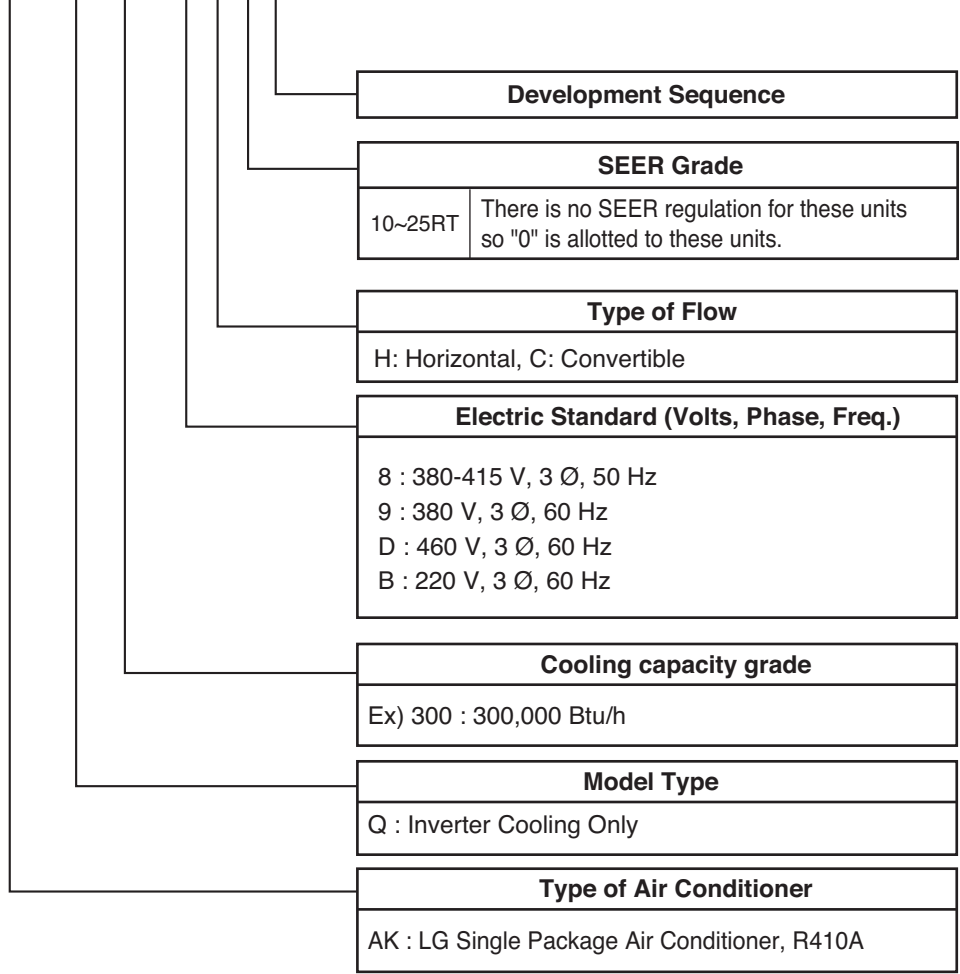 Development Sequence
SEER Grade
10~25RT There is no SEER regulation for these units
so "0" is allotted to these units.
Type of Flow
H: Horizontal, C: Convertible
Electric Standard (Volts, Phase, Freq.)
8 : 380-415 V, 3 Ø, 50 Hz
9 : 380 V, 3 Ø, 60 Hz
D : 460 V, 3 Ø, 60 Hz
B : 220 V, 3 Ø, 60 Hz
Cooling capacity grade
Ex) 300 : 300,000 Btu/h
Model Type
Q : Inverter Cooling Only
Type of Air Conditioner
AK : LG Single Package Air Conditioner, R410A